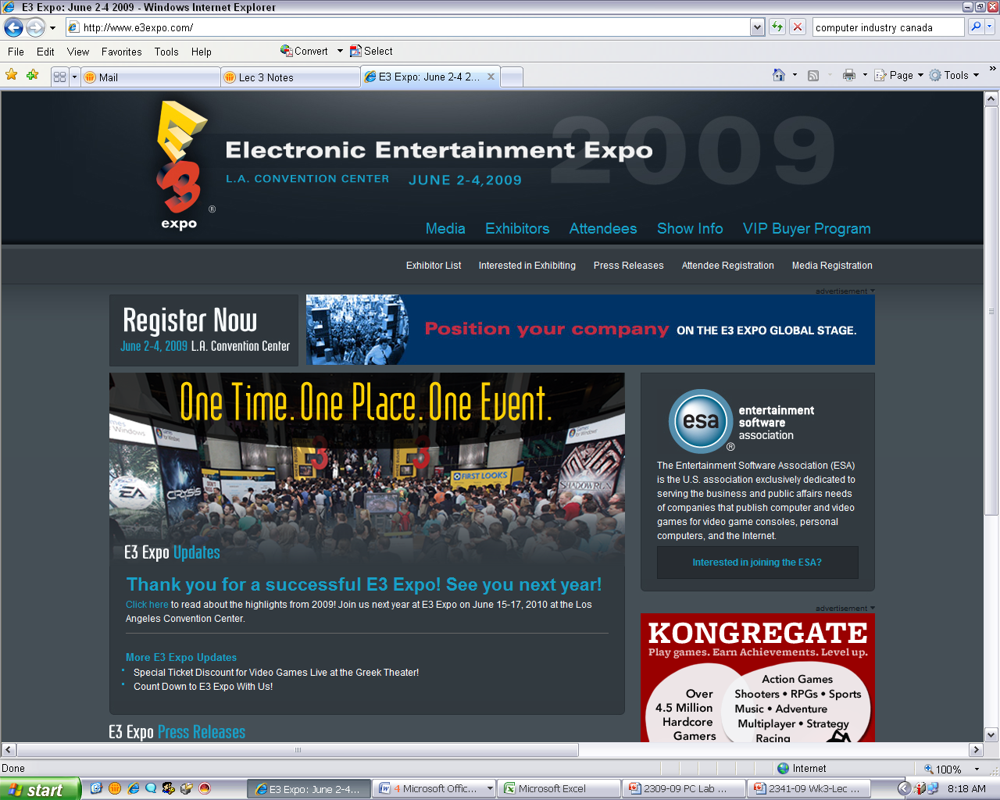 E3 Expo: June 2-4 2009 - Windows Internet Explorer
http://www.e3expo.com/
computer industry canada
File Edit View Favorites Tools Help
Convert Select
Mail
Lec 3 Notes
E3 Expo: June 2-4 2...
Page Tools
E3
expo
®
2009
Electronic Entertainment Expo
L.A. CONVENTION CENTER JUNE 2-4,2009
Media Exhibitors Attendees Show Info VIP Buyer Program
Exhibitor List Interested in Exhibiting Press Releases Attendee Registration Media Registration
advertisement
Register Now
June 2-4, 2009 L.A. Convention Center
Position your company ON THE E3 EXPO GLOBAL STAGE.
One Time. One Place. One Event.
Windows
Games for Windows
E3
E3
FIRST LOOKS
EA
CRYSIS
SHADOWRUN
E3 Expo Updates
Thank you for a successful E3 Expo! See you next year!
Click here to read about the highlights from 2009! Join us next year at E3 Expo on June 15-17, 2010 at the Los
Angeles Convention Center.
More E3 Expo Updates
Special Ticket Discount for Video Games Live at the Greek Theater!
Count Down to E3 Expo With Us!
E3 Expo Press Releases
esa
®
entertainment
software
association
The Entertainment Software Association (ESA)
is the U.S. association exclusively dedicated to
serving the business and public affairs needs
of companies that publish computer and video
games for video game consoles, personal
computers, and the Internet.
Interested in joining the ESA?
advertisement
KONGREGATE
Play games. Earn Achievements. Level up.
Over
4.5 Million
Hardcore
Gamers
Action Games
Shooters • RPGs • Sports
Music • Adventure
Multiplayer • Strategy
Racing
Done
Internet
100%
start
E3 Expo: June 2-4...
4 Microsoft Offic...
Microsoft Excel
2309-09 PC Lab ...
2341-09 Wk3-Lec ...
8:18 AM